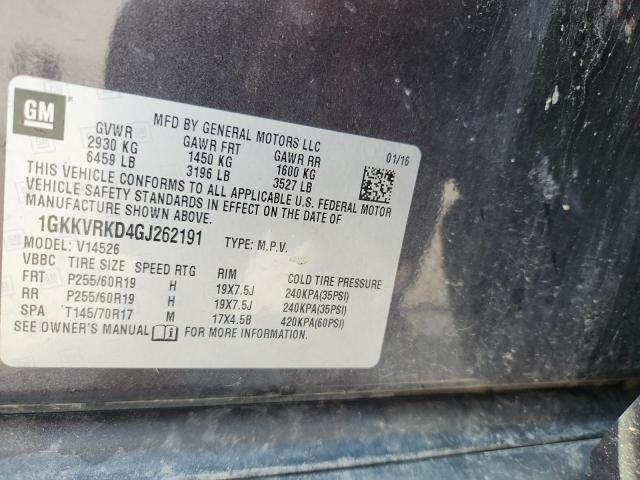 GM
MFD BY GENERAL MOTORS LLC
01/16
GVWR GAWR FRT GAWR RR
2930 KG 1450 KG 1600 KG
6459 LB 3196 LB 3527 LB
THIS VEHICLE CONFORMS TO ALL APPLICABLE U.S. FEDERAL MOTOR
VEHICLE SAFETY STANDARDS IN EFFECT ON THE DATE OF
MANUFACTURE SHOWN ABOVE.
1GKKVRKD4GJ262191 TYPE: M.P.V.
MODEL: V14526
VBBC TIRE SIZE SPEED RTG RIM COLD TIRE PRESSURE
FRT P255/60R19 H 19X7.5J 240KPA(35PSI)
RR P255/60R19 H 19X7.5J 240KPA(35PSI)
SPA T145/70R17 M 17X4.5B 420KPA(60PSI)
SEE OWNER'S MANUAL FOR MORE INFORMATION.